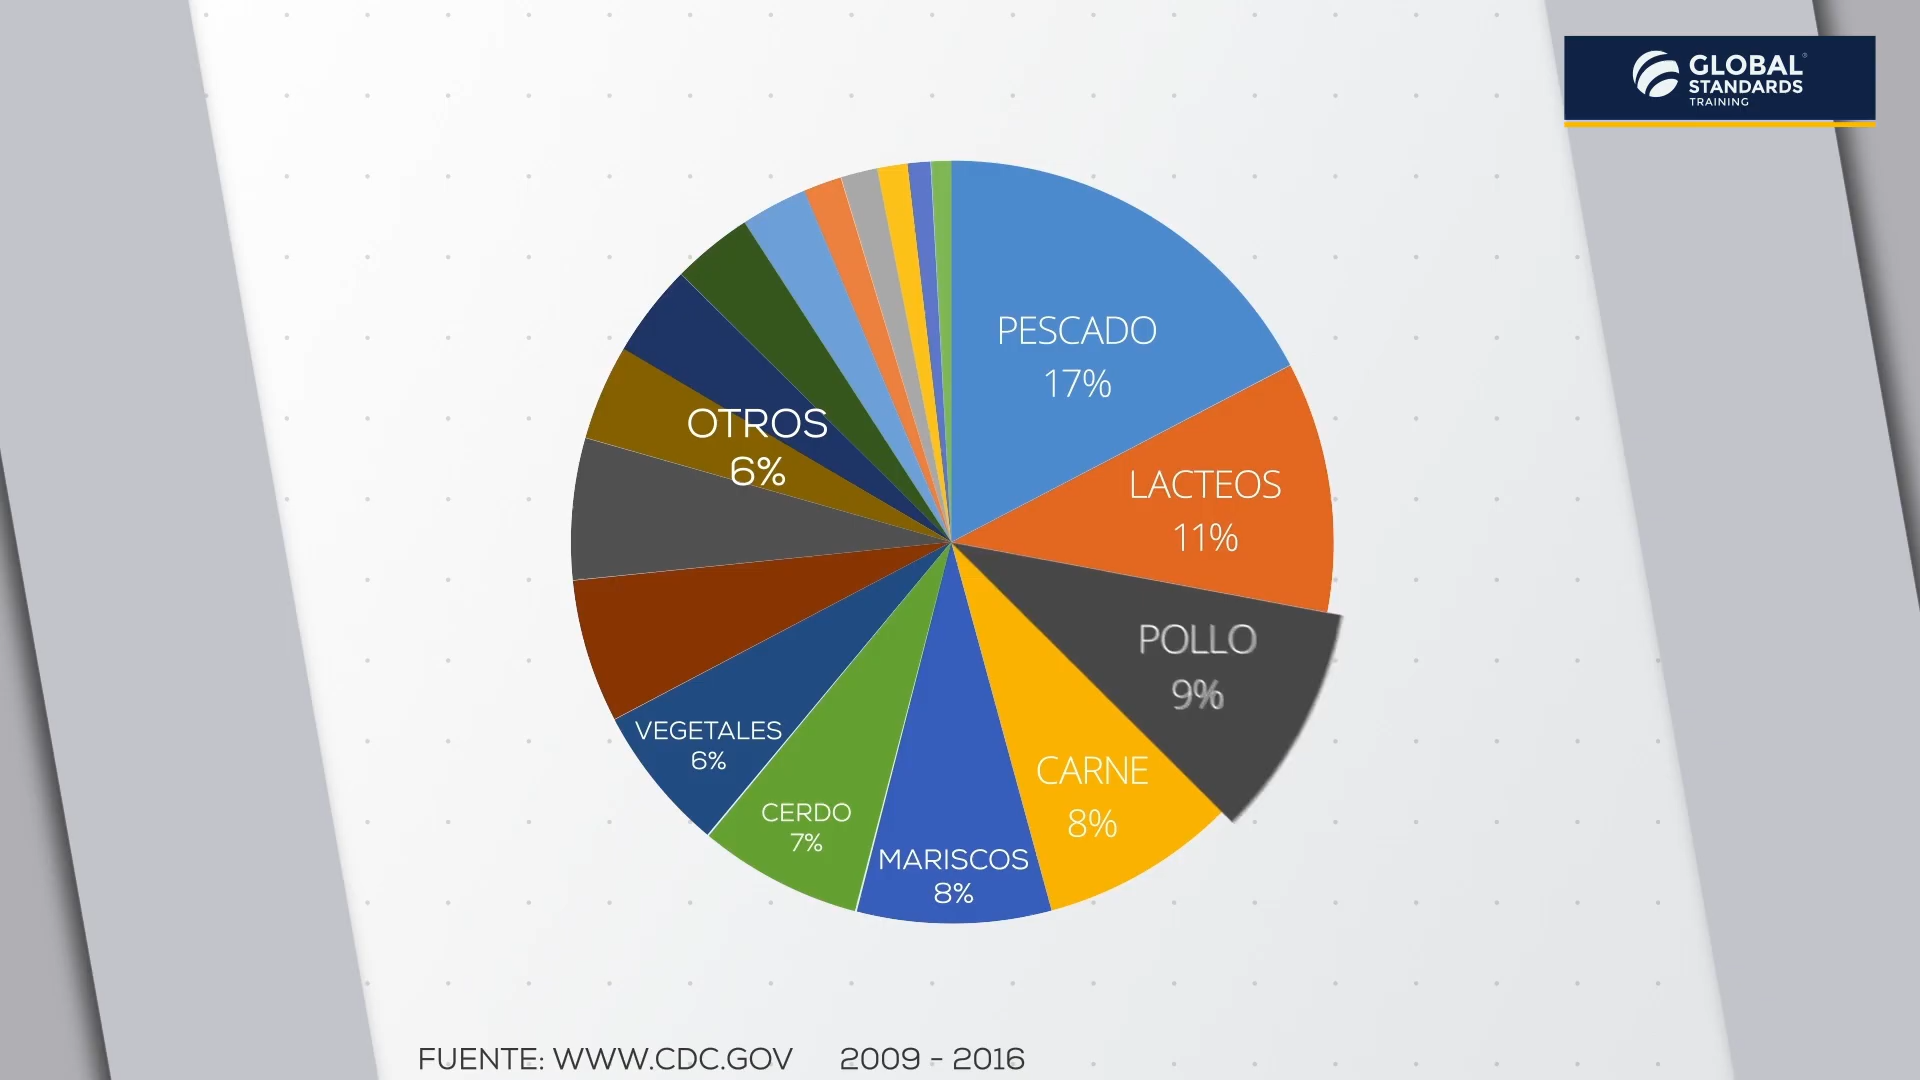 GLOBAL
STANDARDS
TRAINING
PESCADO
17%
OTROS
6%
LACTEOS
11%
POLLO
9%
VEGETALES
6%
CARNE
8%
CERDO
7%
MARISCOS
8%
FUENTE: WWW.CDC.GOV 2009 - 2016